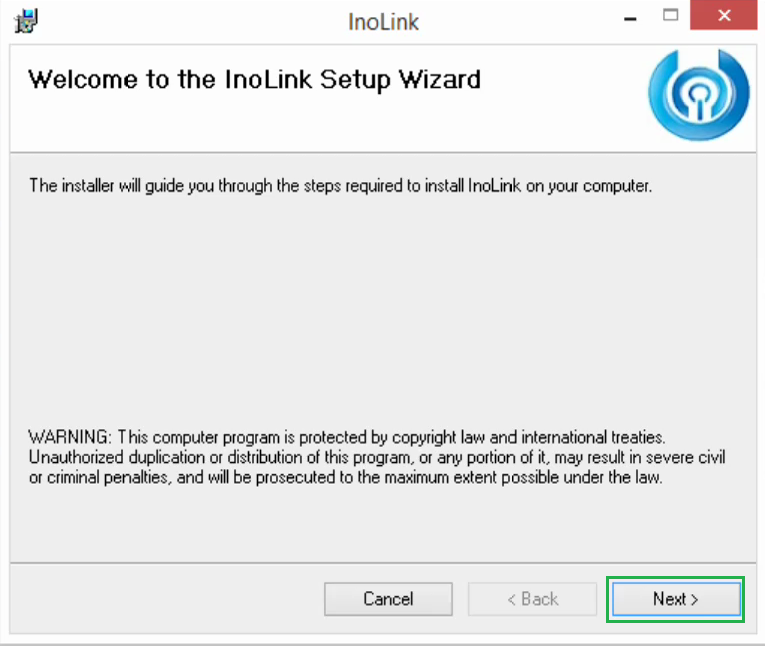 InoLink
Welcome to the InoLink Setup Wizard
The installer will guide you through the steps required to install InoLink on your computer.
WARNING: This computer program is protected by copyright law and international treaties.
Unauthorized duplication or distribution of this program, or any portion of it, may result in severe civil
or criminal penalties, and will be prosecuted to the maximum extent possible under the law.
Cancel
< Back
Next >